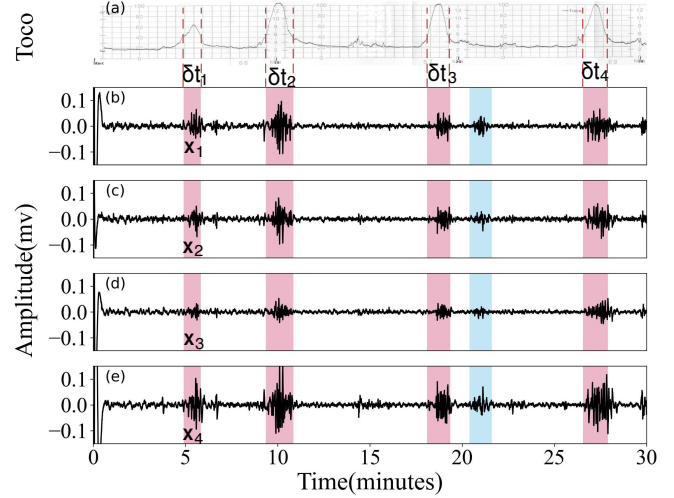 Toco
(a)
δt1 δt2 δt3 δt4
(b)
0.1
0.0
−0.1
x1
(c)
0.1
0.0
−0.1
x2
(d)
0.1
0.0
−0.1
x3
(e)
0.1
0.0
−0.1
x4
Amplitude(mv)
0 5 10 15 20 25 30
Time(minutes)